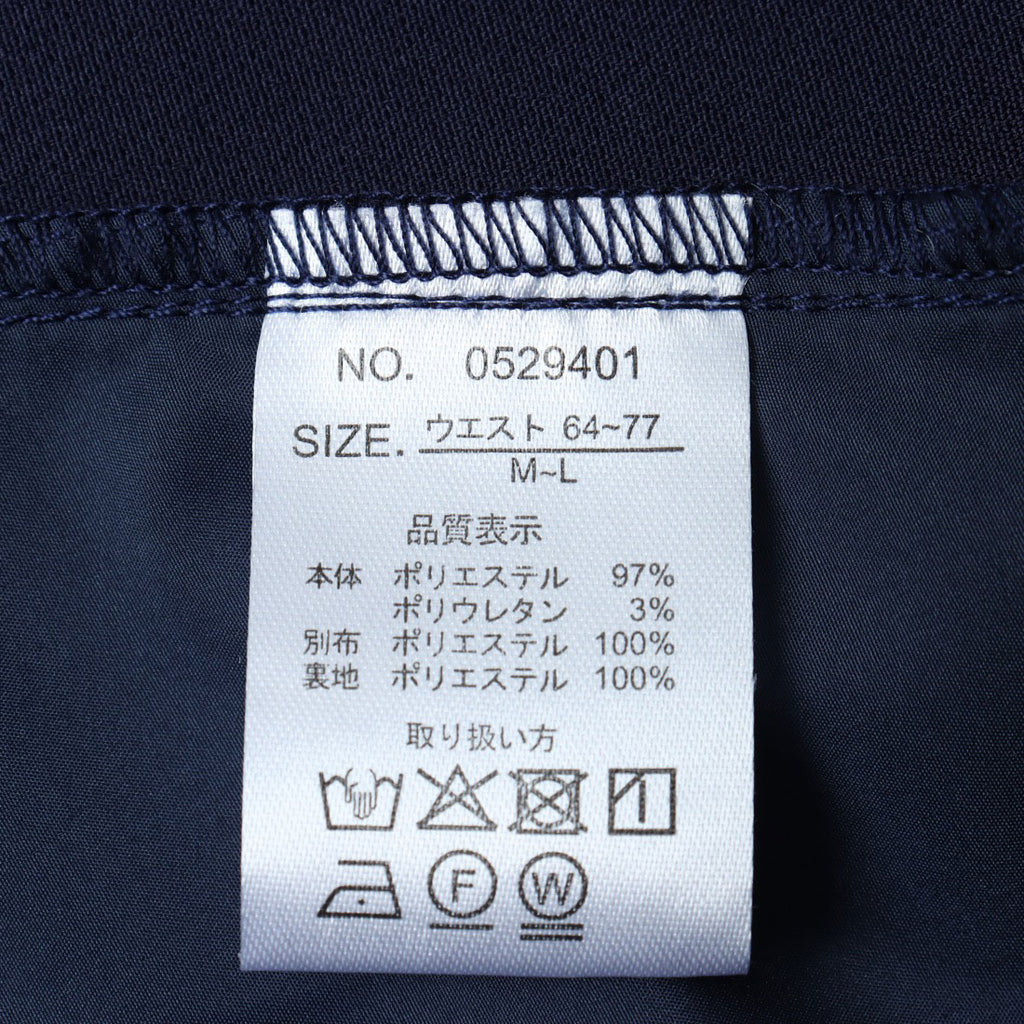 NO. 0529401
SIZE. ウエスト 64~77
M~L
品質表示
本体 ポリエステル 97%
ポリウレタン 3%
別布 ポリエステル 100%
裏地 ポリエステル 100%
取り扱い方
F W